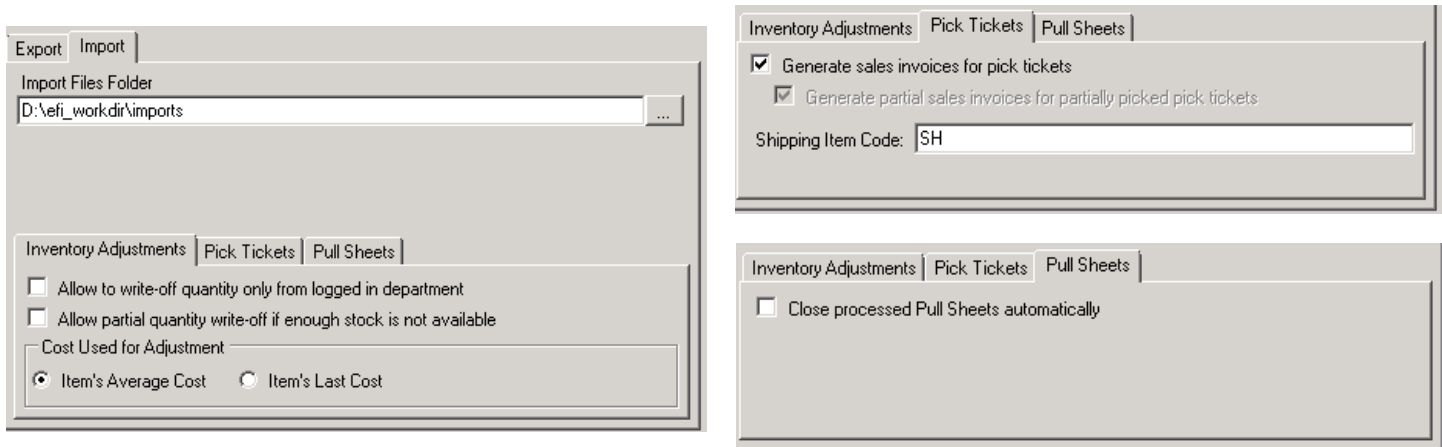 Export Import
Import Files Folder
D:\efi_workdir\imports
...
Inventory Adjustments Pick Tickets Pull Sheets
Allow to write-off quantity only from logged in department
Allow partial quantity write-off if enough stock is not available
Cost Used for Adjustment
Item's Average Cost Item's Last Cost
Inventory Adjustments Pick Tickets Pull Sheets
Generate sales invoices for pick tickets
Generate partial sales invoices for partially picked pick tickets
Shipping Item Code: SH
Inventory Adjustments Pick Tickets Pull Sheets
Close processed Pull Sheets automatically